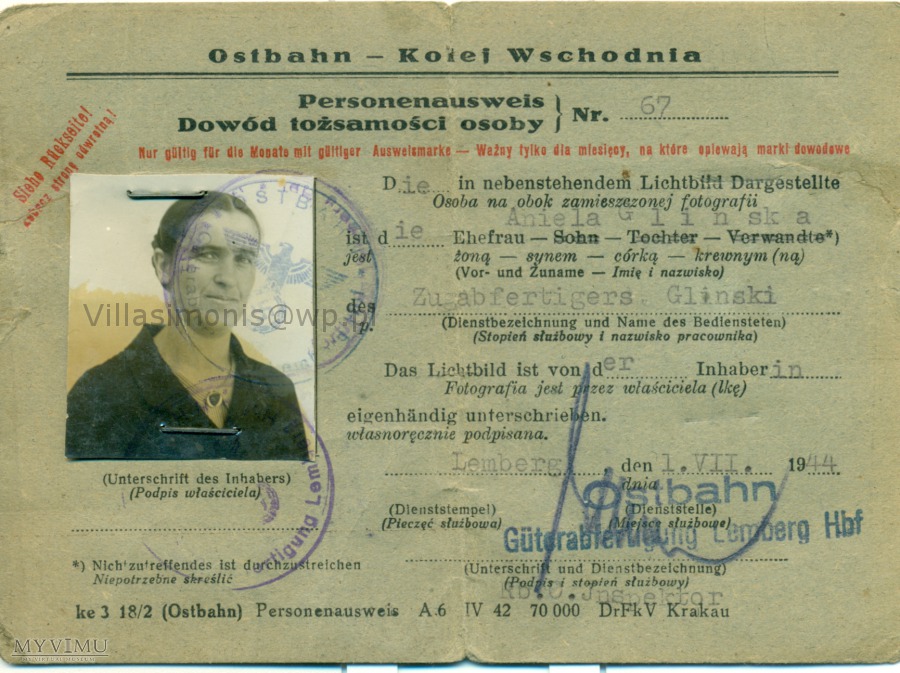 Ostbahn – Kolej Wschodnia
Personenausweis
Dowód tożsamości osoby } Nr. 67
Siehe Rückseite!
strony odwrotną!
Nur gültig für die Monate mit gültiger Ausweismarke — Ważny tylko dla miesięcy, na które opiewają marki dowodowe
Die in nebenstehendem Lichtbild Dargestellte
Osoba na obok zamieszczonej fotografii
Aniela Glinska
ist die Ehefrau — Sohn — Tochter — Verwandte*)
jest żoną — synem — córką — krewnym (ną)
(Vor- und Zuname — Imię i nazwisko)
des Zugabfertigers Glinski
p.
(Dienstbezeichnung und Name des Bediensteten)
(Stopień służbowy i nazwisko pracownika)
Villasimonis@wp.pl
Das Lichtbild ist von der Inhaberin
Fotografia jest przez właściciela (lkę)
eigenhändig unterschrieben.
własnoręcznie podpisana.
Lemberg, den 1.VII. 1944
dnia
(Unterschrift des Inhabers)
(Podpis właściciela)
(Dienststempel) (Dienststelle)
(Pieczęć służbowa) (Miejsce służbowe)
Ostbahn
Güterabfertigung Lemberg Hbf
*) Nichtzutreffendes ist durchzustreichen
Niepotrzebne skreślić
(Unterschrift und Dienstbezeichnung)
(Podpis i stopień służbowy)
Inspektor
ke 3 18/2 (Ostbahn) Personenausweis A.6 IV 42 70 000 DrFkV Krakau
MYVIMU